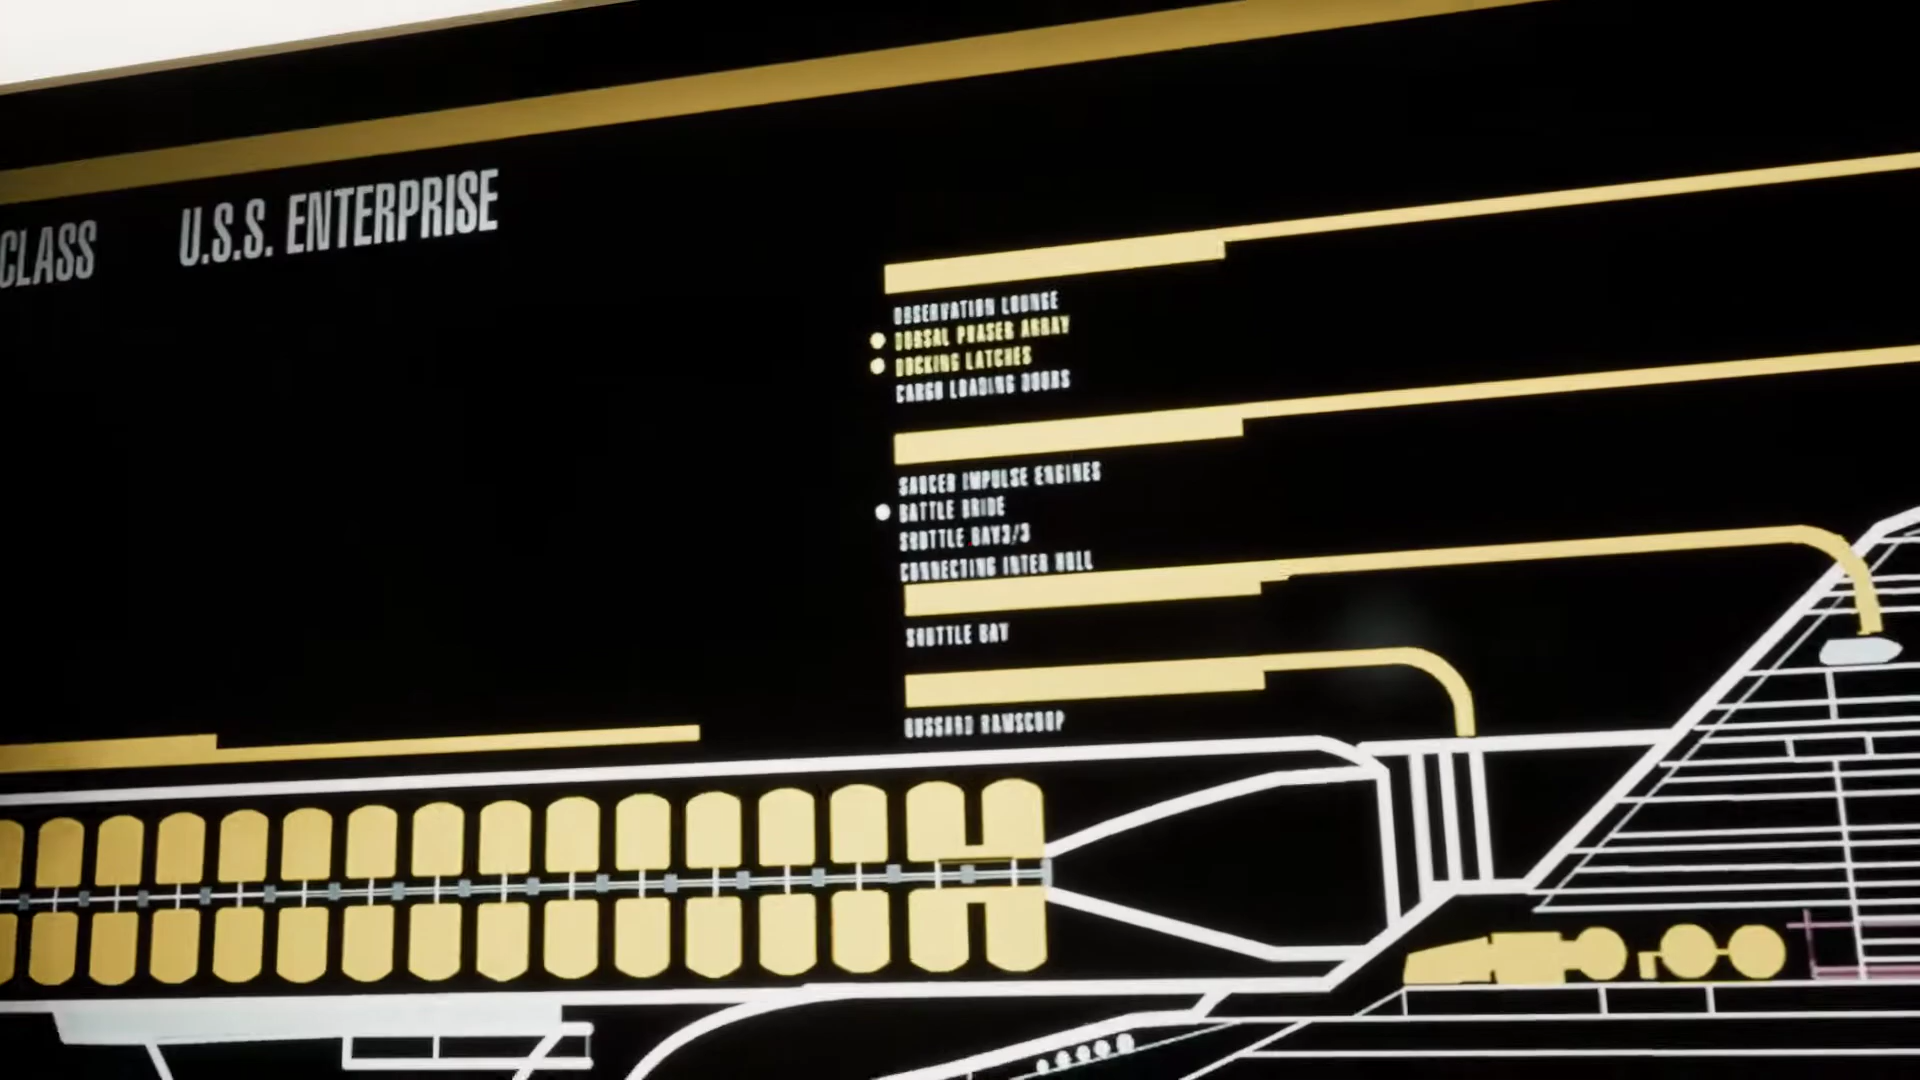 CLASS U.S.S. ENTERPRISE
OBSERVATION LOUNGE
DORSAL PHASER ARRAY
DOCKING LATCHES
CARGO LOADING DOORS
SAUCER IMPULSE ENGINES
BATTLE BRIDE
SHUTTLE BAY3/3
CONNECTING INTER HULL
SHUTTLE BAY
BUSSARD RAMSCOOP